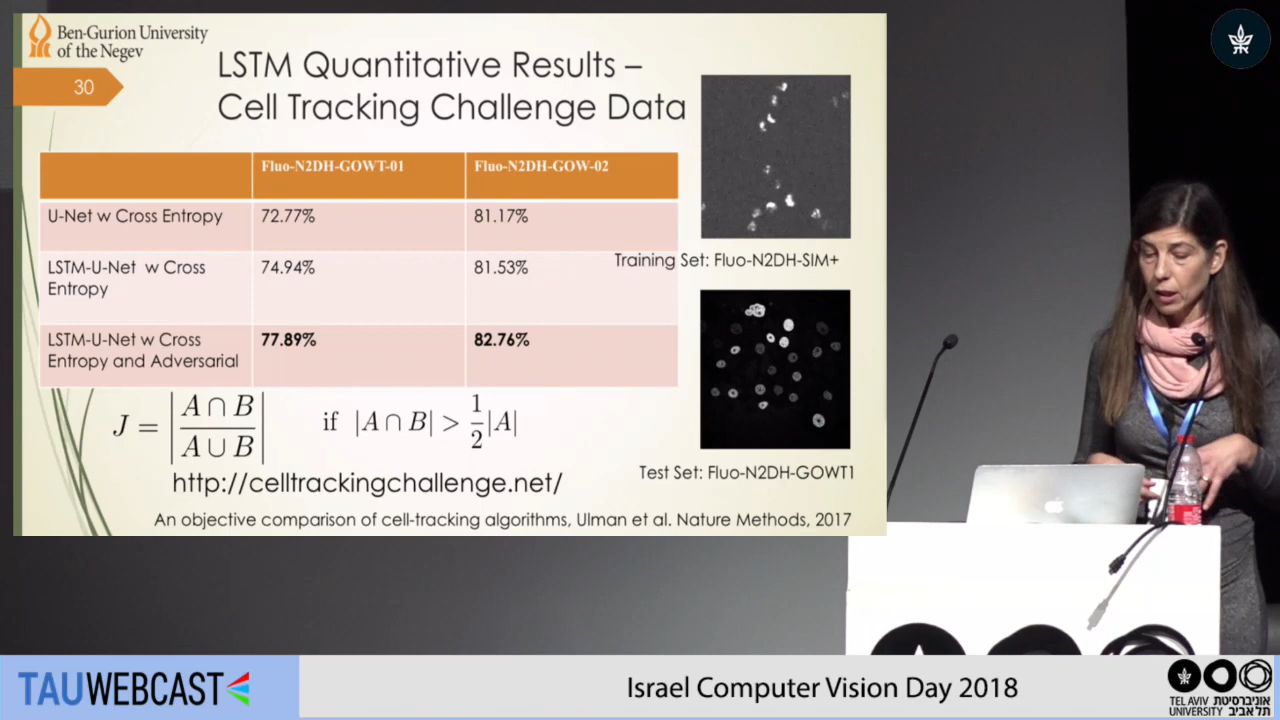 Ben-Gurion University
of the Negev
30
LSTM Quantitative Results –
Cell Tracking Challenge Data
Fluo-N2DH-GOWT-01 Fluo-N2DH-GOW-02
U-Net w Cross Entropy 72.77% 81.17%
LSTM-U-Net w Cross
Entropy 74.94% 81.53%
LSTM-U-Net w Cross
Entropy and Adversarial 77.89% 82.76%
Training Set: Fluo-N2DH-SIM+
J = |A ∩ B / A ∪ B| if |A ∩ B| > 1/2 |A|
http://celltrackingchallenge.net/
Test Set: Fluo-N2DH-GOWT1
An objective comparison of cell-tracking algorithms, Ulman et al. Nature Methods, 2017
TAUWEBCAST
Israel Computer Vision Day 2018
TEL AVIV אוניברסיטת
UNIVERSITY תל אביב